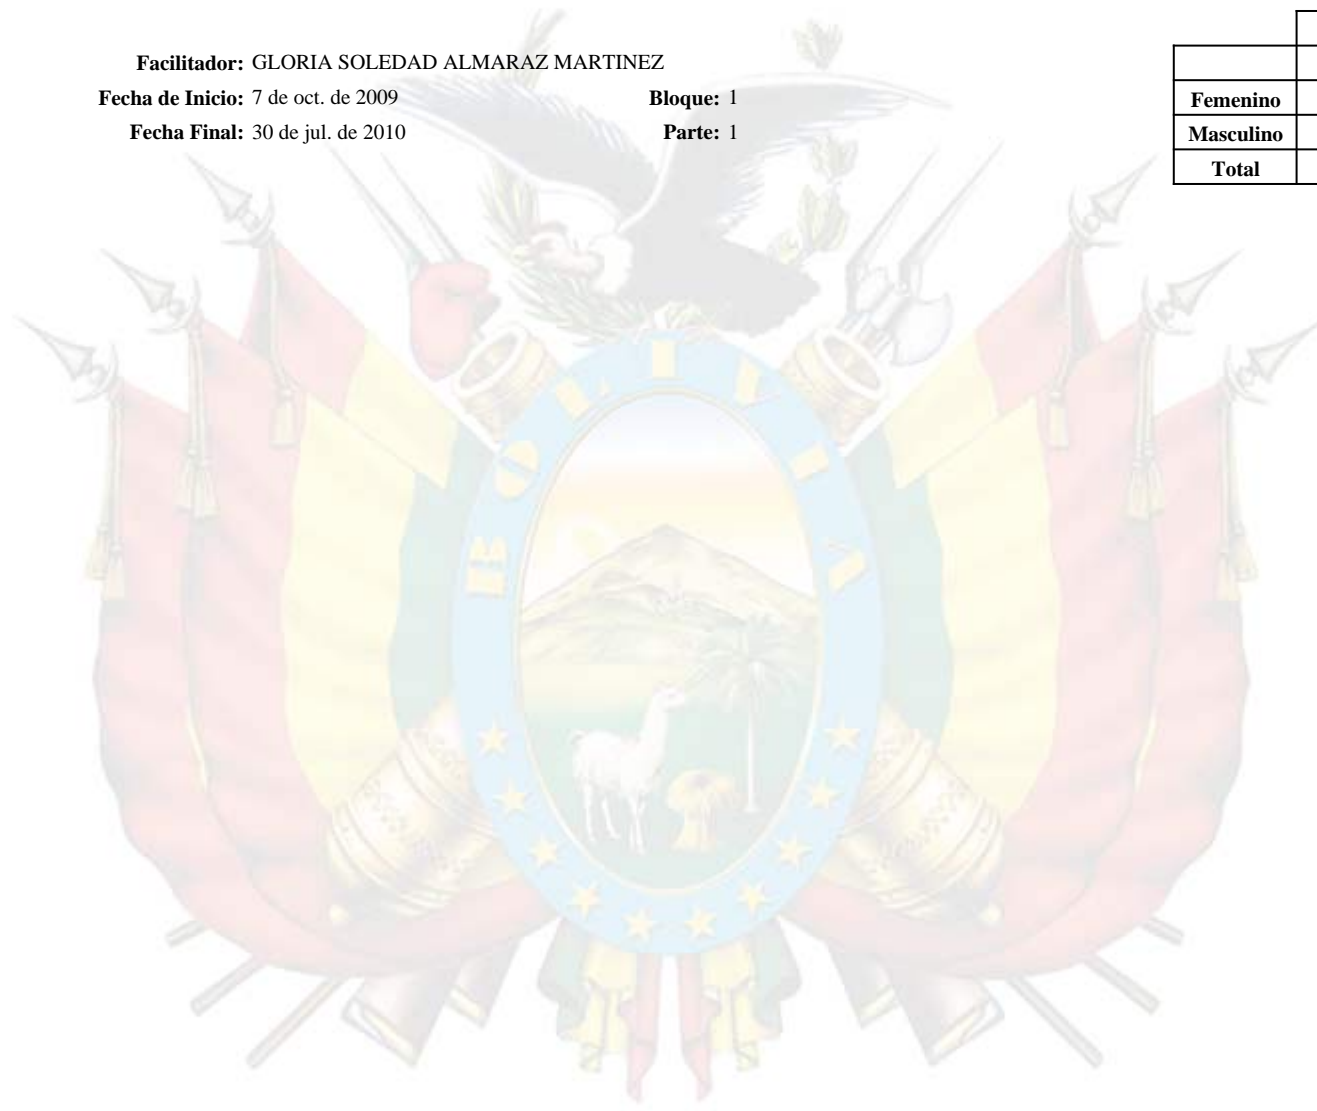 Facilitador: GLORIA SOLEDAD ALMARAZ MARTINEZ
Fecha de Inicio: 7 de oct. de 2009 Bloque: 1
Fecha Final: 30 de jul. de 2010 Parte: 1
Femenino
Masculino
Total
BOLIVIA